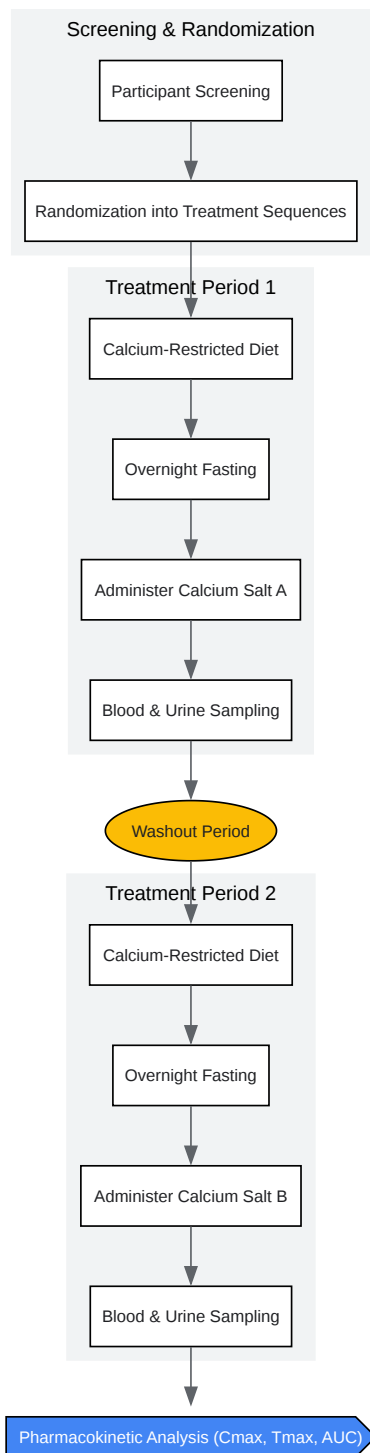 Screening & Randomization
Participant Screening
Randomization into Treatment Sequences
Treatment Period 1
Calcium-Restricted Diet
Overnight Fasting
Administer Calcium Salt A
Blood & Urine Sampling
Washout Period
Treatment Period 2
Calcium-Restricted Diet
Overnight Fasting
Administer Calcium Salt B
Blood & Urine Sampling
Pharmacokinetic Analysis (Cmax, Tmax, AUC)